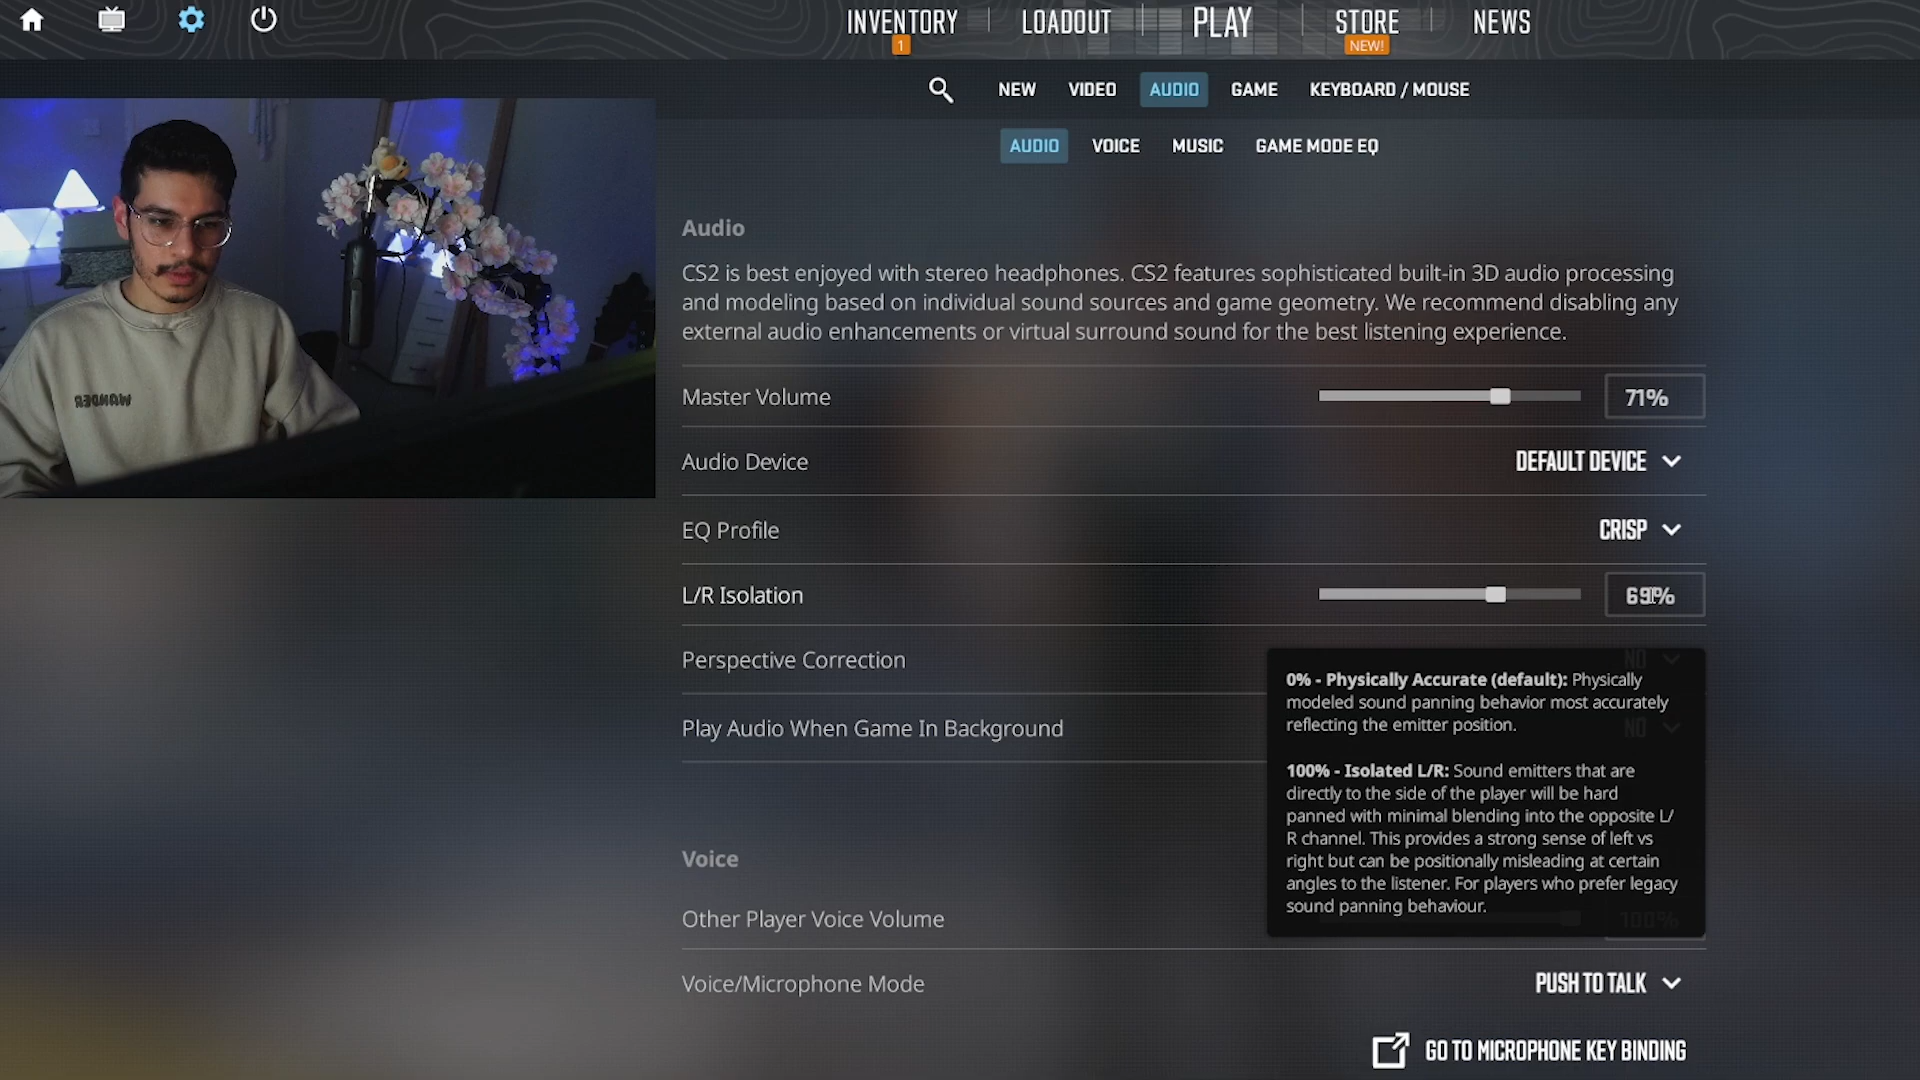 INVENTORY
1
LOADOUT
PLAY
STORE
NEW!
NEWS
NEW
VIDEO
AUDIO
GAME
KEYBOARD / MOUSE
AUDIO
VOICE
MUSIC
GAME MODE EQ
WANDER
Audio
CS2 is best enjoyed with stereo headphones. CS2 features sophisticated built-in 3D audio processing
and modeling based on individual sound sources and game geometry. We recommend disabling any
external audio enhancements or virtual surround sound for the best listening experience.
Master Volume
71%
Audio Device
DEFAULT DEVICE
EQ Profile
CRISP
L/R Isolation
Perspective Correction
NO
Play Audio When Game In Background
NO
0% - Physically Accurate (default): Physically
modeled sound panning behavior most accurately
reflecting the emitter position.
100% - Isolated L/R: Sound emitters that are
directly to the side of the player will be hard
panned with minimal blending into the opposite L/
R channel. This provides a strong sense of left vs
right but can be positionally misleading at certain
angles to the listener. For players who prefer legacy
sound panning behaviour.
Voice
Other Player Voice Volume
100%
Voice/Microphone Mode
PUSH TO TALK
GO TO MICROPHONE KEY BINDING